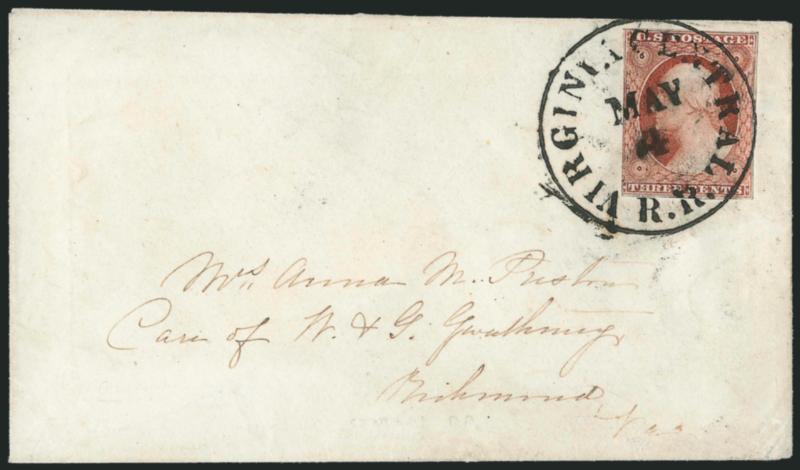 U.S. POSTAGE
VIRGINIA CENTRAL R.R.
MAY
4
THREE CENTS
Mrs. Anna M. Preston
Care of W. & G. Gwathmey
Richmond
Va